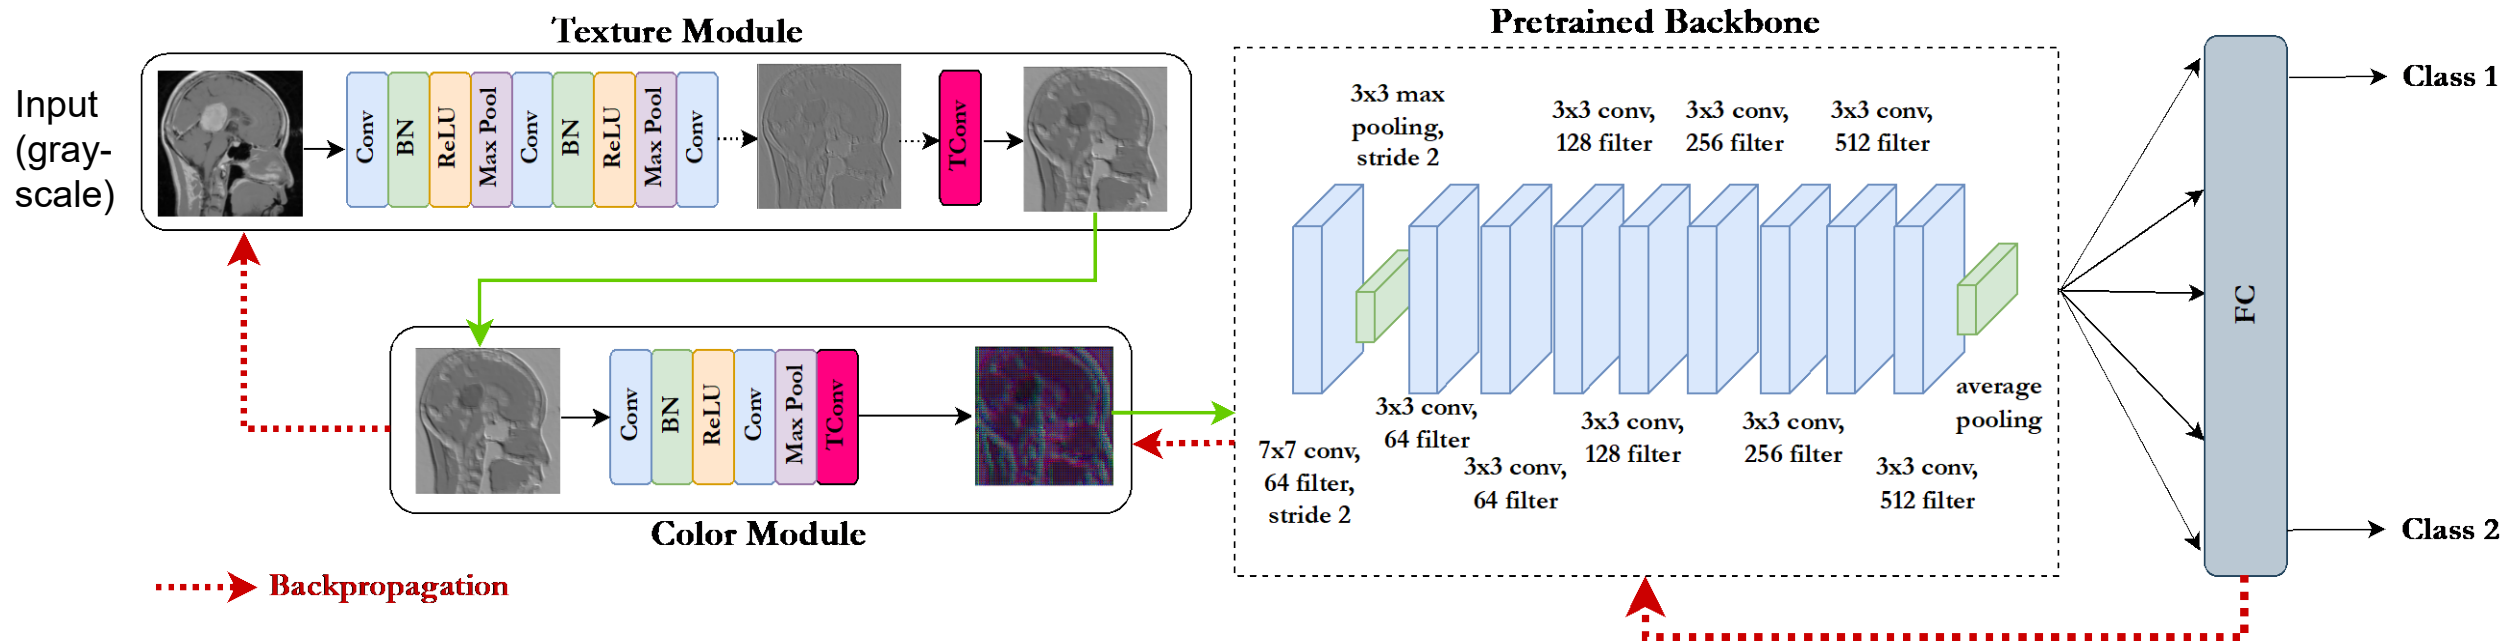 Texture Module
Input
(gray-
scale)
Conv
BN
ReLU
Max Pool
Conv
BN
ReLU
Max Pool
Conv
TConv
Color Module
Conv
BN
ReLU
Conv
Max Pool
TConv
Backpropagation
Pretrained Backbone
3x3 max
pooling,
stride 2
3x3 conv,
128 filter
3x3 conv,
256 filter
3x3 conv,
512 filter
7x7 conv,
64 filter,
stride 2
3x3 conv,
64 filter
3x3 conv,
64 filter
3x3 conv,
128 filter
3x3 conv,
256 filter
3x3 conv,
512 filter
average
pooling
FC
Class 1
Class 2